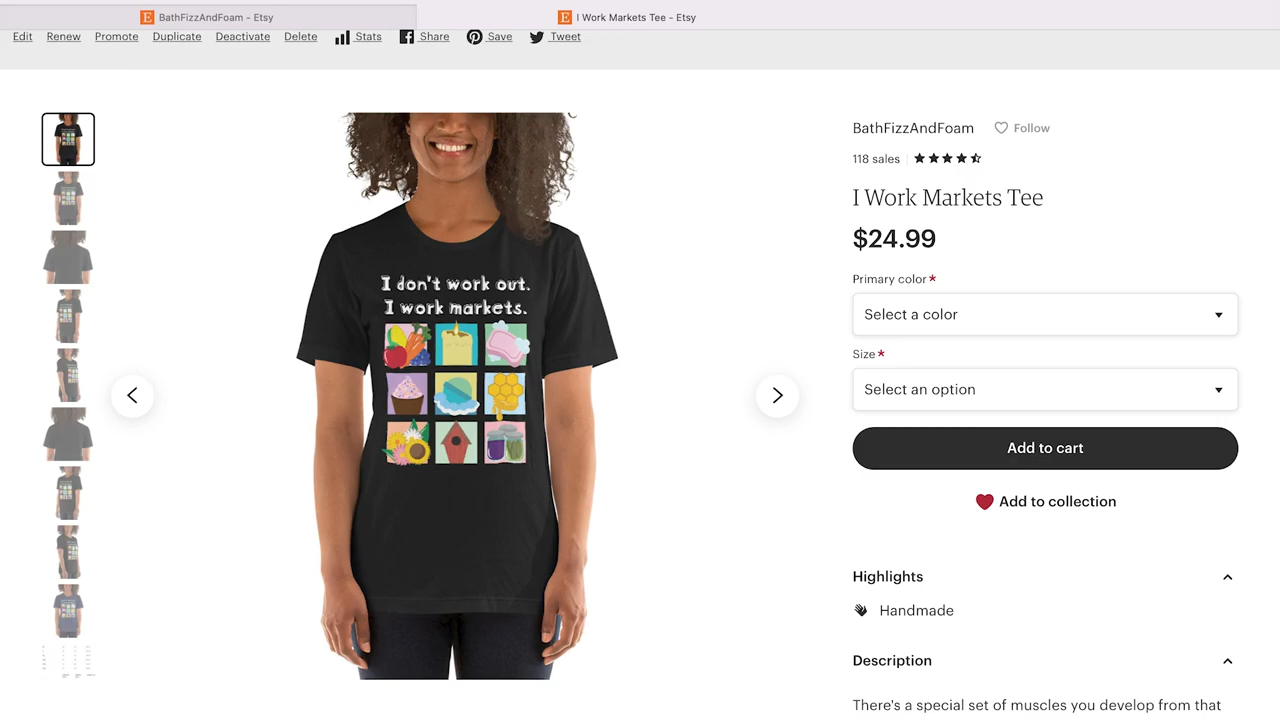 BathFizzAndFoam - Etsy
I Work Markets Tee - Etsy
Edit Renew Promote Duplicate Deactivate Delete Stats Share Save Tweet
BathFizzAndFoam Follow
118 sales
I Work Markets Tee
$24.99
Primary color*
Select a color
Size*
Select an option
Add to cart
Add to collection
Highlights
Handmade
Description
There's a special set of muscles you develop from that
I don't work out.
I work markets.